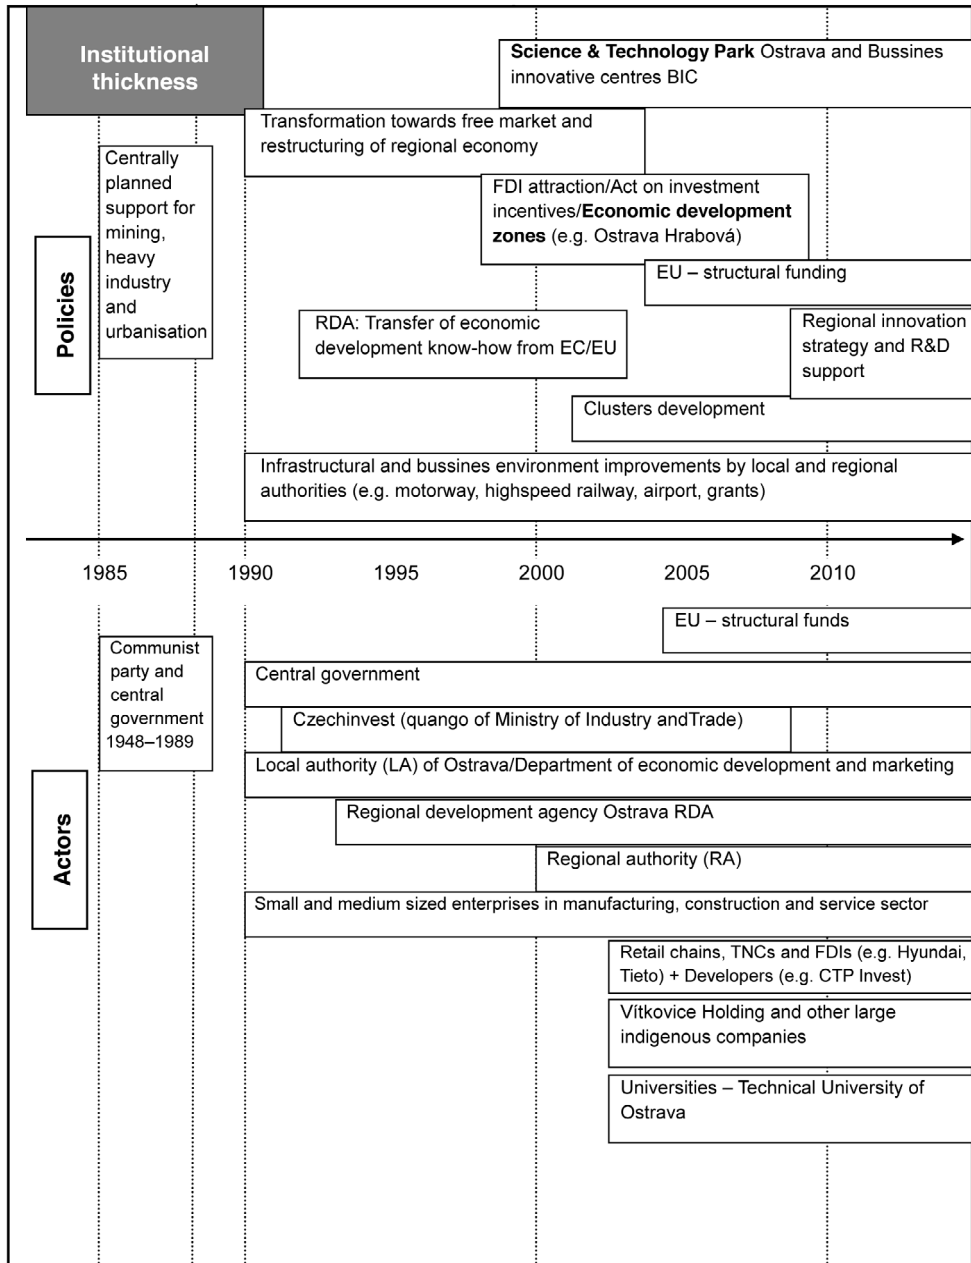 Institutional
thickness
Science & Technology Park Ostrava and Bussines
innovative centres BIC
Transformation towards free market and
restructuring of regional economy
Centrally
planned
support for
mining,
heavy
industry
and
urbanisation
FDI attraction/Act on investment
incentives/Economic development
zones (e.g. Ostrava Hrabová)
Policies
EU – structural funding
RDA: Transfer of economic
development know-how from EC/EU
Regional innovation
strategy and R&D
support
Clusters development
Infrastructural and bussines environment improvements by local and regional
authorities (e.g. motorway, highspeed railway, airport, grants)
1985 1990 1995 2000 2005 2010
EU – structural funds
Communist
party and
central
government
1948–1989
Central government
Czechinvest (quango of Ministry of Industry andTrade)
Local authority (LA) of Ostrava/Department of economic development and marketing
Actors
Regional development agency Ostrava RDA
Regional authority (RA)
Small and medium sized enterprises in manufacturing, construction and service sector
Retail chains, TNCs and FDIs (e.g. Hyundai,
Tieto) + Developers (e.g. CTP Invest)
Vítkovice Holding and other large
indigenous companies
Universities – Technical University of
Ostrava